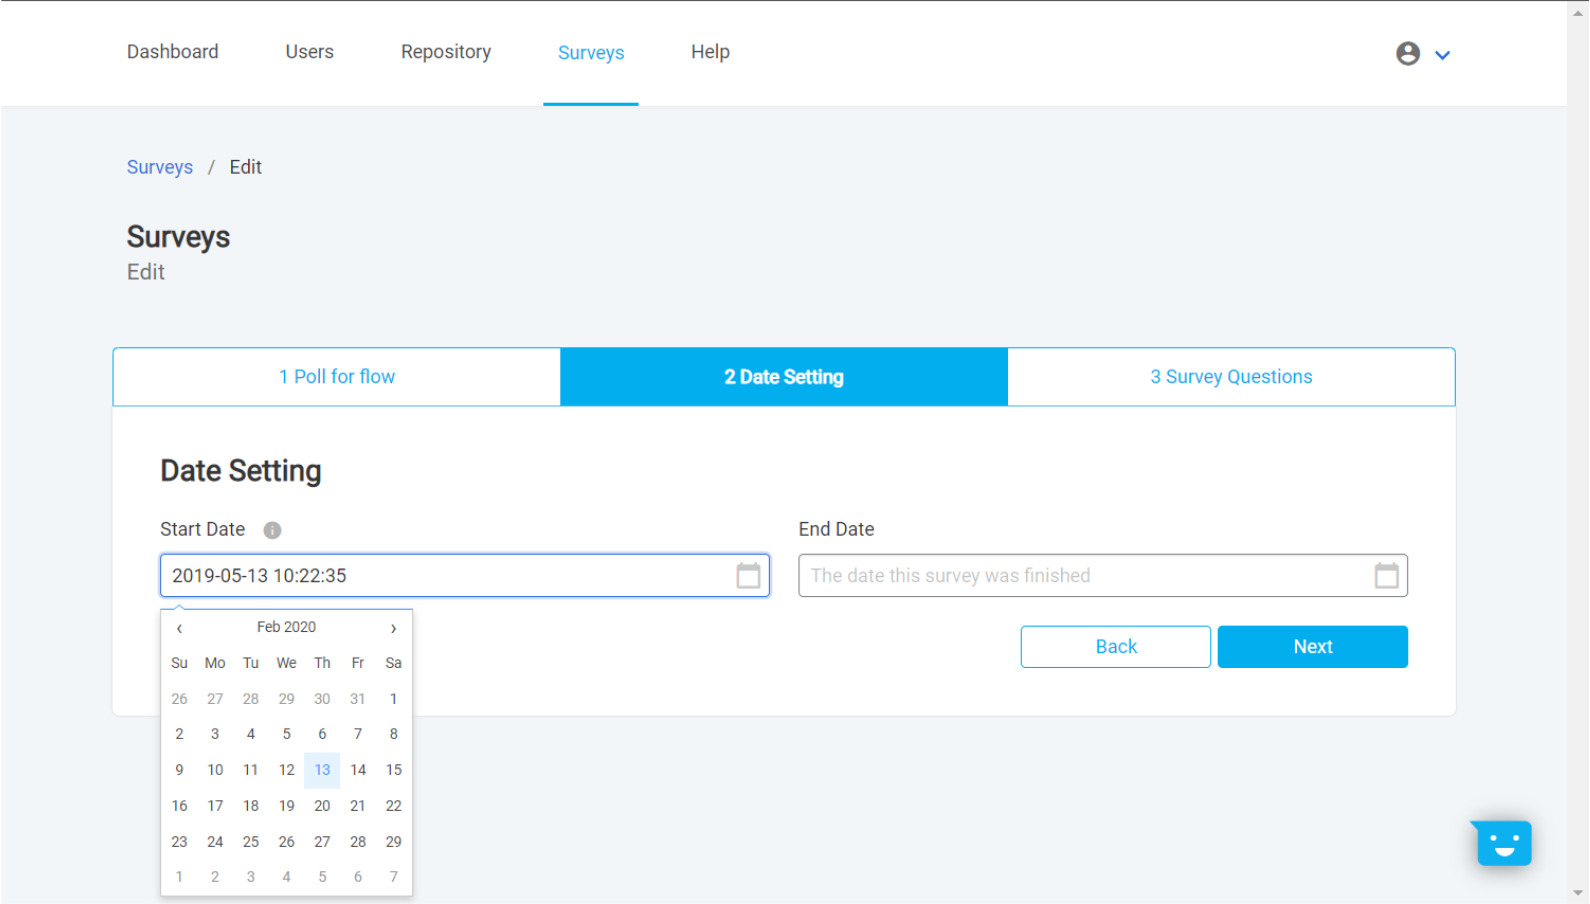 Dashboard Users Repository Surveys Help
Surveys / Edit
Surveys
Edit
1 Poll for flow 2 Date Setting 3 Survey Questions
Date Setting
Start Date End Date
2019-05-13 10:22:35 The date this survey was finished
‹ Feb 2020 ›
Back Next
Su Mo Tu We Th Fr Sa
26 27 28 29 30 31 1
2 3 4 5 6 7 8
9 10 11 12 13 14 15
16 17 18 19 20 21 22
23 24 25 26 27 28 29
1 2 3 4 5 6 7